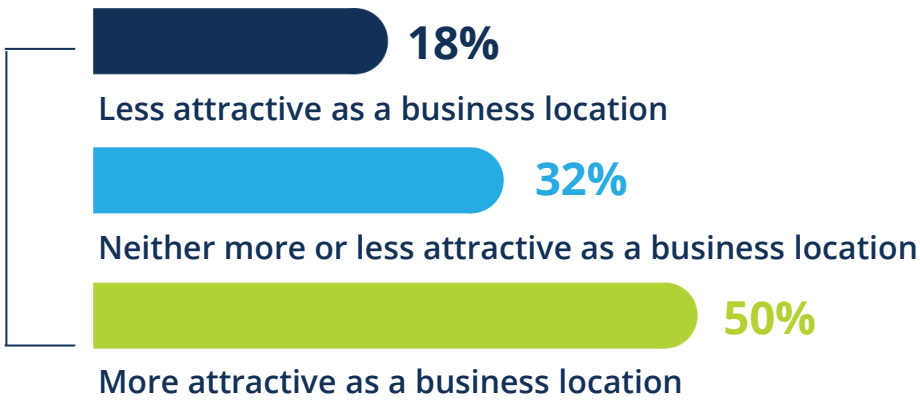 18%
Less attractive as a business location
32%
Neither more or less attractive as a business location
50%
More attractive as a business location